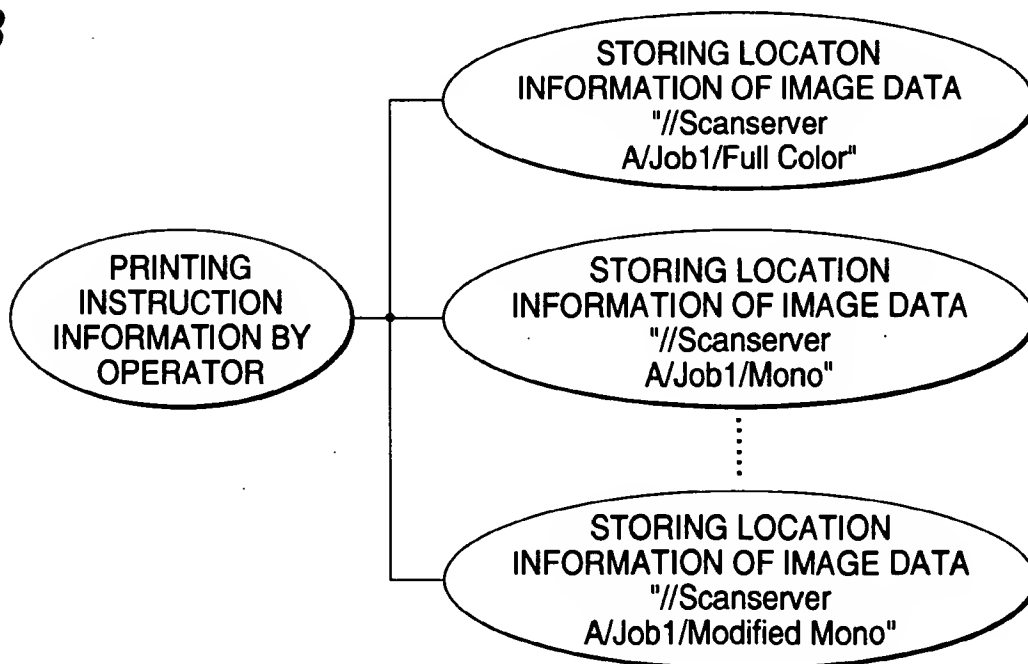 STORING LOCATON
INFORMATION OF IMAGE DATA
"//Scanserver
A/Job1/Full Color"
PRINTING
INSTRUCTION
INFORMATION BY
OPERATOR
STORING LOCATION
INFORMATION OF IMAGE DATA
"//Scanserver
A/Job1/Mono"
STORING LOCATION
INFORMATION OF IMAGE DATA
"//Scanserver
A/Job1/Modified Mono"